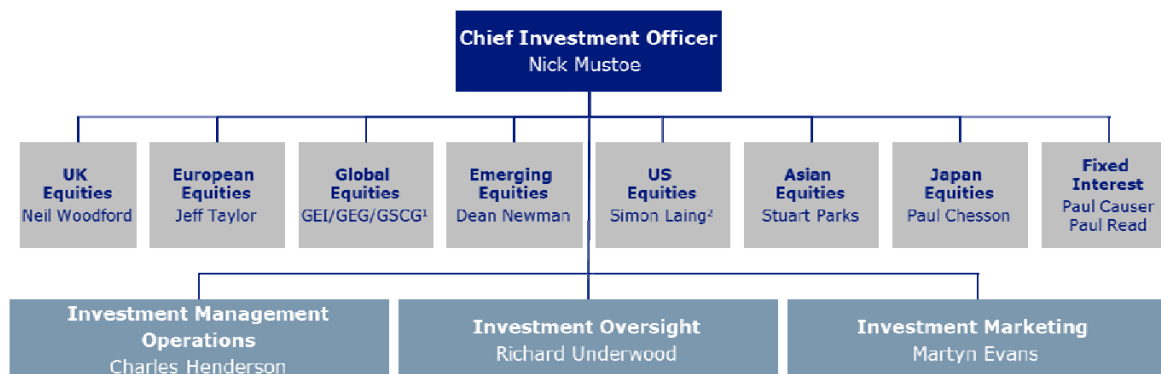 Chief Investment Officer
Nick Mustoe
UK
Equities
Neil Woodford
European
Equities
Jeff Taylor
Global
Equities
GEI/GEG/GSCG¹
Emerging
Equities
Dean Newman
US
Equities
Simon Laing²
Asian
Equities
Stuart Parks
Japan
Equities
Paul Chesson
Fixed
Interest
Paul Causer
Paul Read
Investment Management
Operations
Charles Henderson
Investment Oversight
Richard Underwood
Investment Marketing
Martyn Evans